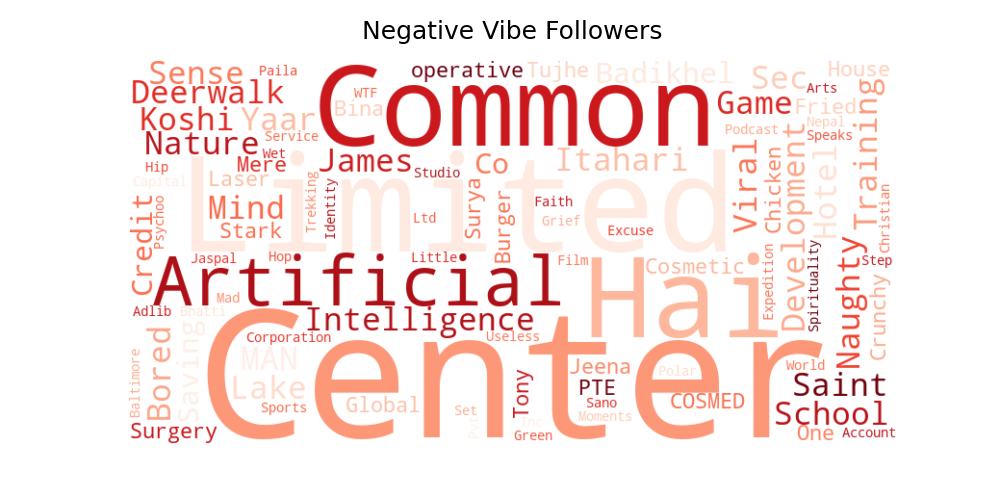 Negative Vibe Followers
Sense
Paila
Common
operative
Tujhe
Badikhel
Sec
House
Deerwalk
WTF
Bina
Game
Arts
Fried
Koshi
Yaar
Nature
Service
Podcast
Nepal
Speaks
Training
Hip
Wet
Mere
James
Studio
Co
Itahari
Viral
Chicken
Development
Hotel
Capital
Psychoo
Laser
Limited
Credit
Mind
Stark
Trekking
Identity
Ltd
Surya
Burger
Faith
Grief
Excuse
Christian
Jaspal
Hop
Little
Film
Hai
Cosmetic
Expedition
Spirituality
Naughty
Step
Artificial
Mad
Adlib
Bhatti
Intelligence
Crunchy
Baltimore
Bored
Saving
Corporation
Center
Useless
MAN
Lake
Jeena
Polar
World
Tony
PTE
Saint
Sports
Global
Set
Sano
COSMED
School
Moments
Surgery
Pvt
Inc
Green
One
Account